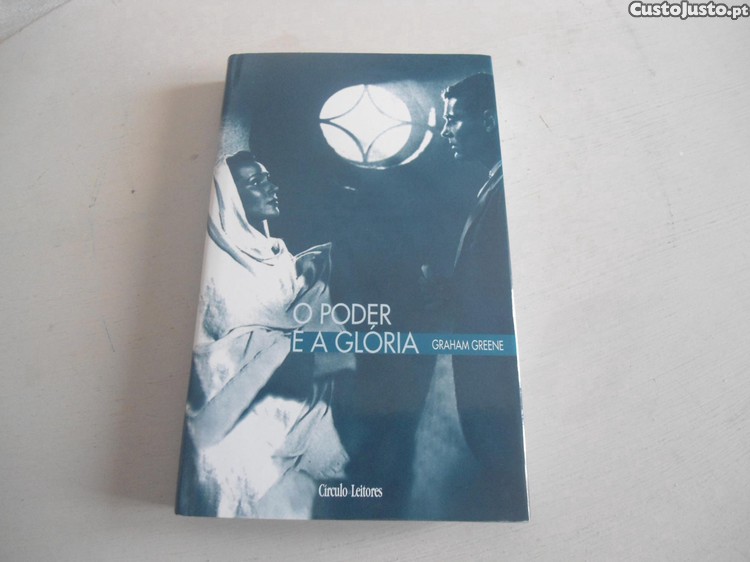 CustoJusto.pt
O PODER
E A GLÓRIA
GRAHAM GREENE
Círculo Leitores